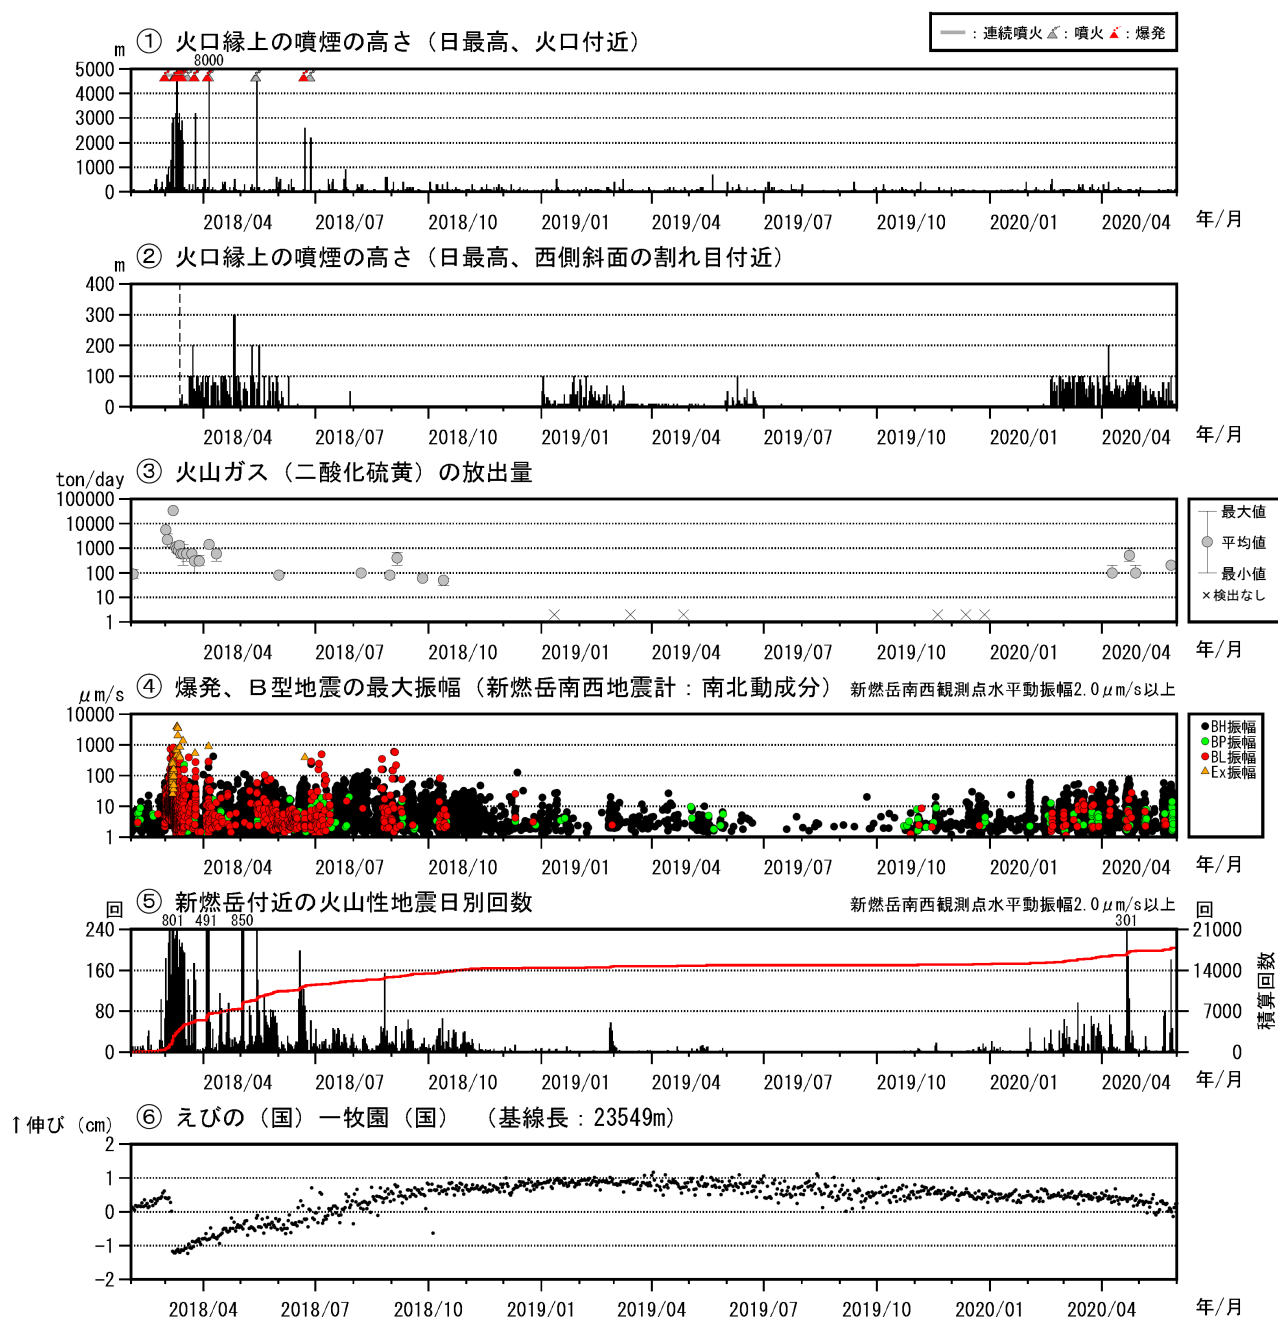 ① 火口縁上の噴煙の高さ（日最高、火口付近）
━ : 連続噴火 : 噴火 : 爆発
m
8000
5000
4000
3000
2000
1000
0
2018/04 2018/07 2018/10 2019/01 2019/04 2019/07 2019/10 2020/01 2020/04 年/月
② 火口縁上の噴煙の高さ（日最高、西側斜面の割れ目付近）
m
400
300
200
100
0
2018/04 2018/07 2018/10 2019/01 2019/04 2019/07 2019/10 2020/01 2020/04 年/月
③ 火山ガス（二酸化硫黄）の放出量
ton/day
100000
10000
1000
100
10
1
最大値
平均値
最小値
×検出なし
2018/04 2018/07 2018/10 2019/01 2019/04 2019/07 2019/10 2020/01 2020/04 年/月
④ 爆発、Ｂ型地震の最大振幅（新燃岳南西地震計：南北動成分） 新燃岳南西観測点水平動振幅2.0μm/s以上
μm/s
10000
1000
100
10
1
BH振幅
BP振幅
BL振幅
Ex振幅
2018/04 2018/07 2018/10 2019/01 2019/04 2019/07 2019/10 2020/01 2020/04 年/月
⑤ 新燃岳付近の火山性地震日別回数 新燃岳南西観測点水平動振幅2.0μm/s以上
回 回
801 491 850 301
240 21000
160 14000
80 7000
0 0
積算回数
2018/04 2018/07 2018/10 2019/01 2019/04 2019/07 2019/10 2020/01 2020/04 年/月
⑥ えびの（国）－牧園（国） （基線長：23549m）
↑伸び（cm）
2
1
0
-1
-2
2018/04 2018/07 2018/10 2019/01 2019/04 2019/07 2019/10 2020/01 2020/04 年/月